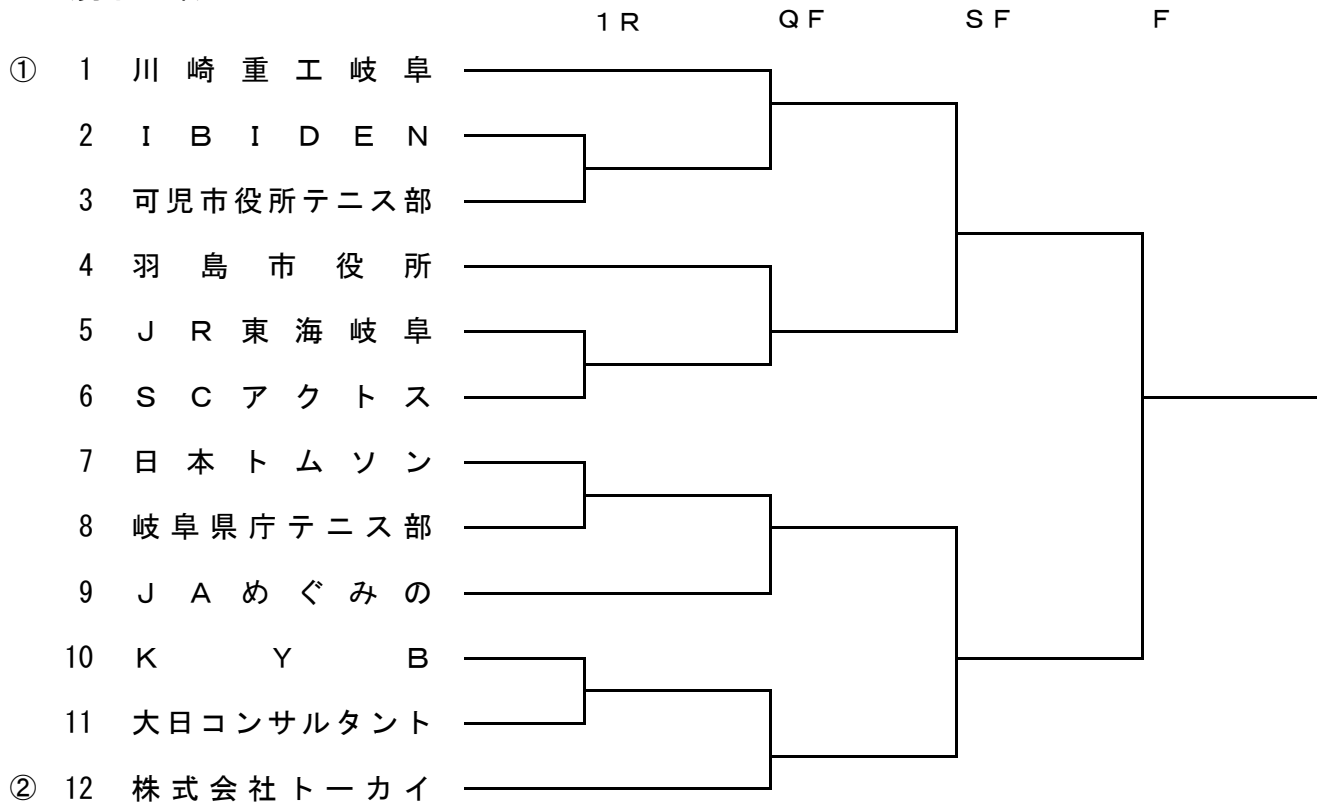 1R QF SF F
① 1 川崎重工岐阜
2 IBIDEN
3 可児市役所テニス部
4 羽島市役所
5 JR東海岐阜
6 SCアクトス
7 日本トムソン
8 岐阜県庁テニス部
9 JAめぐみの
10 KYB
11 大日コンサルタント
② 12 株式会社トーカイ